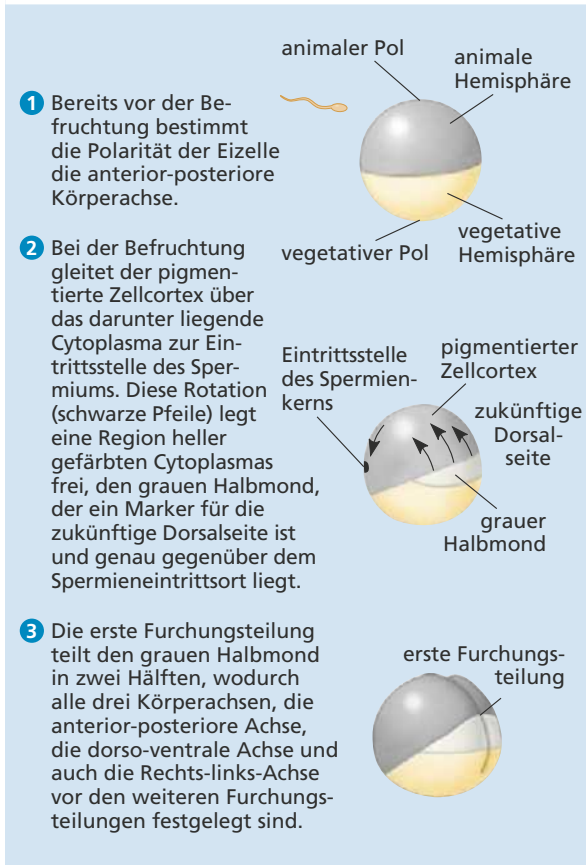 animaler Pol
animale
Hemisphäre
1 Bereits vor der Be-
fruchtung bestimmt
die Polarität der Eizelle
die anterior-posteriore
Körperachse.
vegetativer Pol
vegetative
Hemisphäre
2 Bei der Befruchtung
gleitet der pigmen-
tierte Zellcortex über
das darunter liegende
Cytoplasma zur Ein-
trittsstelle des Sper-
miums. Diese Rotation
(schwarze Pfeile) legt
eine Region heller
gefärbten Cytoplasmas
frei, den grauen Halbmond,
der ein Marker für die
zukünftige Dorsalseite ist
und genau gegenüber dem
Spermieneintrittsort liegt.
Eintrittsstelle
des Spermien-
kerns
pigmentierter
Zellcortex
zukünftige
Dorsal-
seite
grauer
Halbmond
3 Die erste Furchungsteilung
teilt den grauen Halbmond
in zwei Hälften, wodurch
alle drei Körperachsen, die
anterior-posteriore Achse,
die dorso-ventrale Achse und
auch die Rechts-links-Achse
vor den weiteren Furchungs-
teilungen festgelegt sind.
erste Furchungs-
teilung